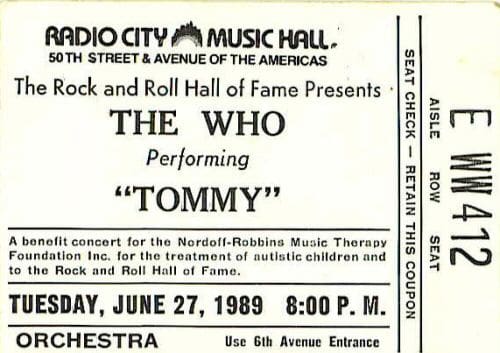 RADIO CITY MUSIC HALL
50TH STREET & AVENUE OF THE AMERICAS
The Rock and Roll Hall of Fame Presents
THE WHO
Performing
“TOMMY”
A benefit concert for the Nordoff-Robbins Music Therapy
Foundation Inc. for the treatment of autistic children and
to the Rock and Roll Hall of Fame.
TUESDAY, JUNE 27, 1989 8:00 P. M.
ORCHESTRA Use 6th Avenue Entrance
SEAT CHECK — RETAIN THIS COUPON
AISLE ROW SEAT
E WW 412